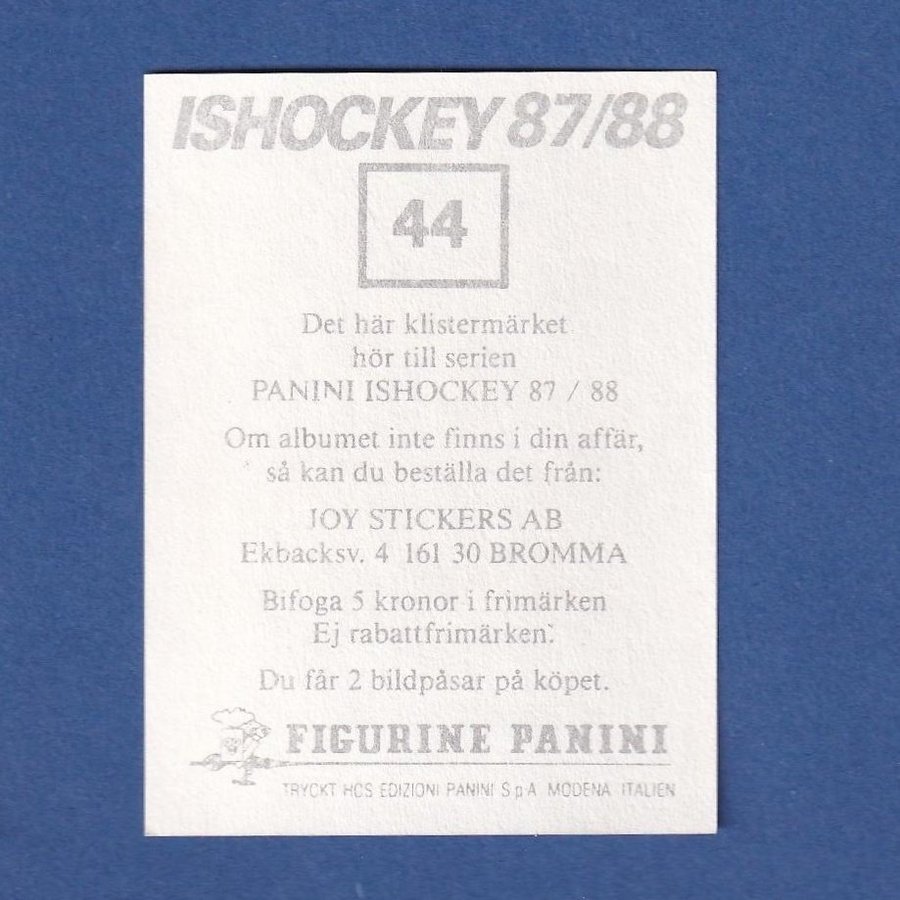 ISHOCKEY 87/88
44
Det här klistermärket
hör till serien
PANINI ISHOCKEY 87 / 88
Om albumet inte finns i din affär,
så kan du beställa det från:
JOY STICKERS AB
Ekbacksv. 4 161 30 BROMMA
Bifoga 5 kronor i frimärken
Ej rabattfrimärken.
Du får 2 bildpåsar på köpet.
FIGURINE PANINI
TRYCKT HOS EDIZIONI PANINI S.p.A. MODENA ITALIEN